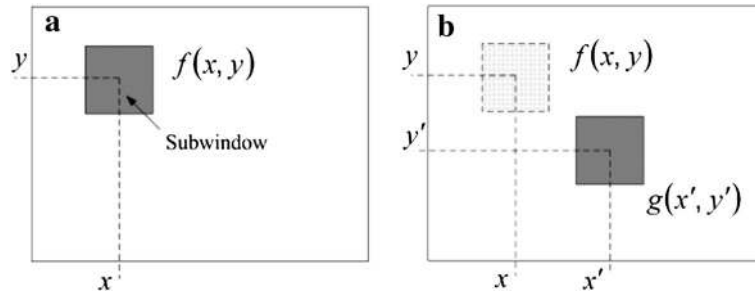 a
y
f(x, y)
Subwindow
x
b
y
f(x, y)
y′
g(x′, y′)
x
x′